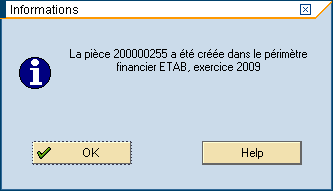 Informations
La pièce 200000255 a été créée dans le périmètre
financier ETAB, exercice 2009
OK
Help